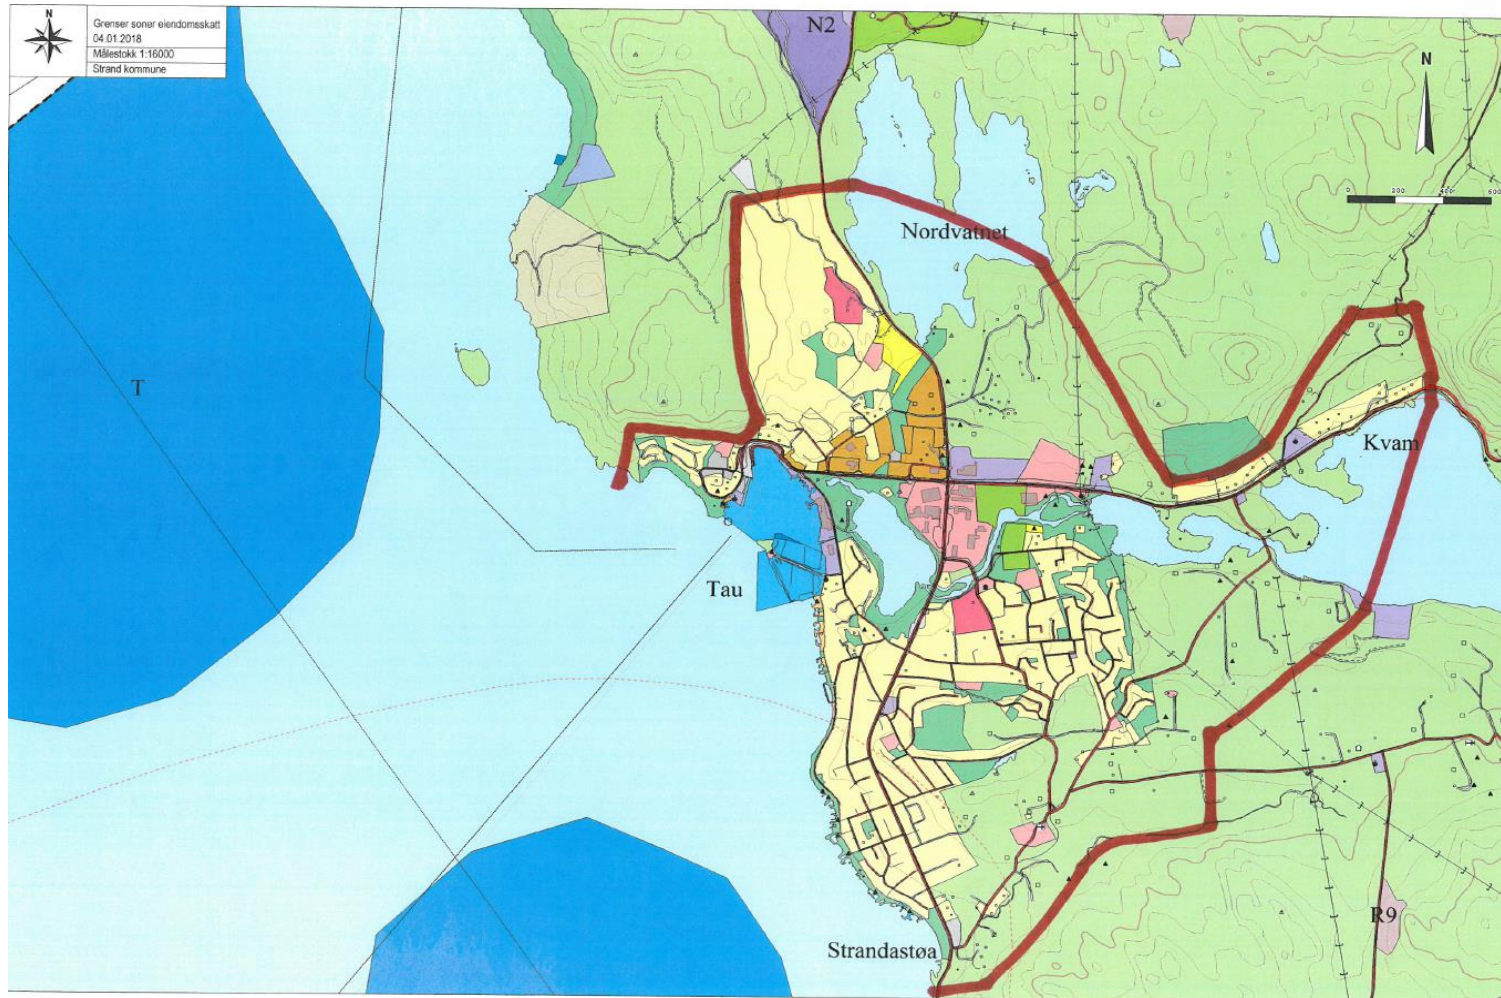 N
Grenser soner eiendomsskatt
04.01.2018
Målestokk 1:16000
Strand kommune
N2
N
0 200 400 600
Nordvatnet
T
Kvam
Tau
R9
Strandastøa